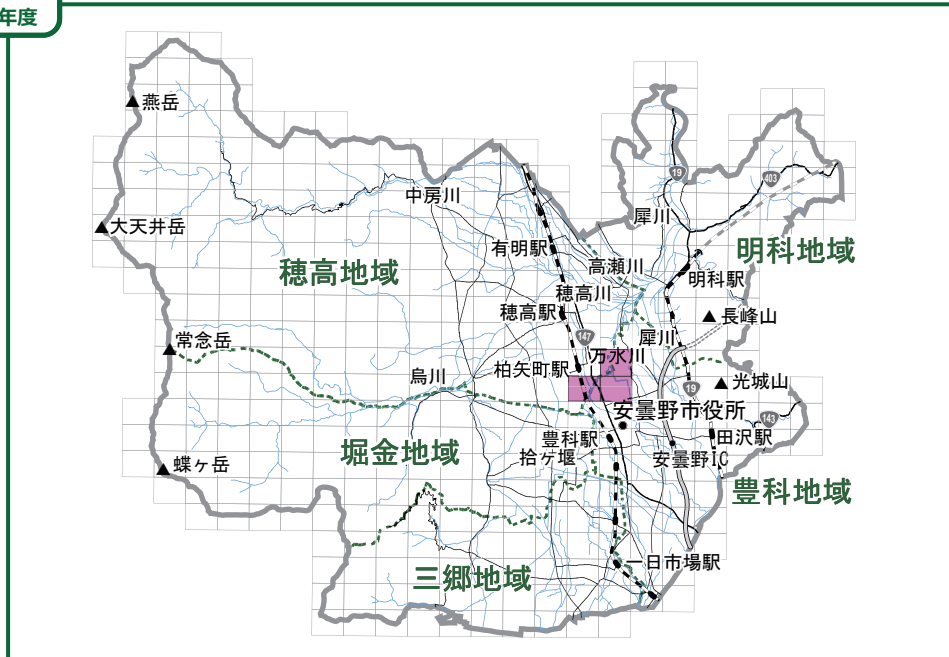 年度
燕岳
中房川
大天井岳
穂高地域
有明駅
高瀬川
犀川
19
403
明科地域
明科駅
穂高川
穂高駅
長峰山
147
犀川
常念岳
万水川
柏矢町駅
烏川
19
光城山
安曇野市役所
143
堀金地域
豊科駅
田沢駅
拾ケ堰
安曇野IC
蝶ヶ岳
豊科地域
三郷地域
一日市場駅